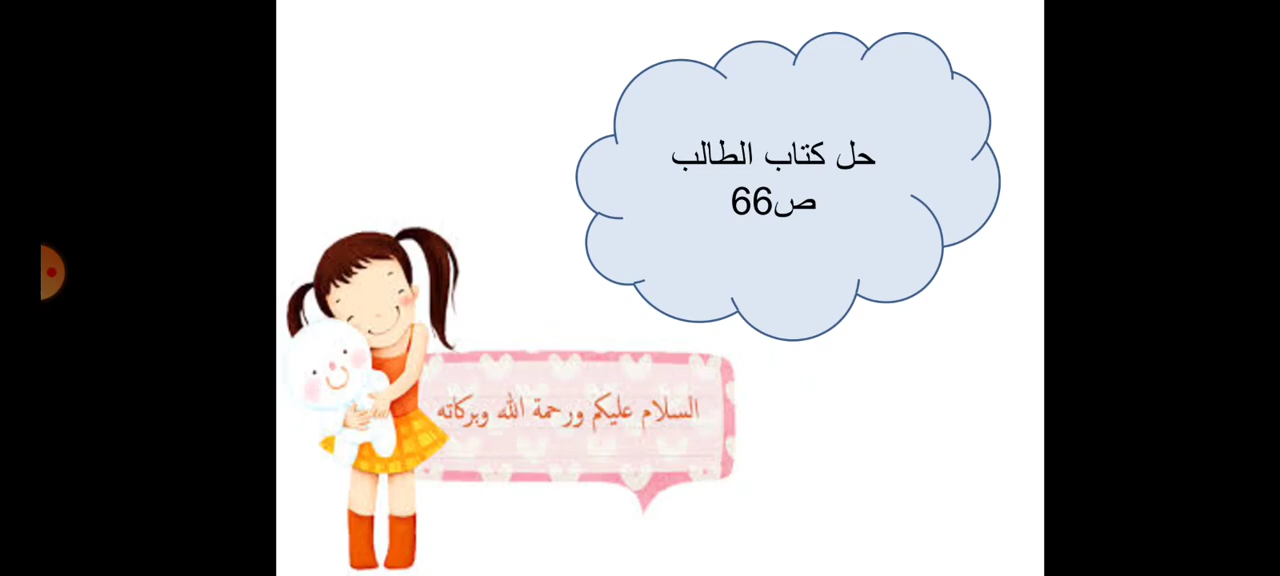 حل كتاب الطالب
ص66
السلام عليكم ورحمة الله وبركاته